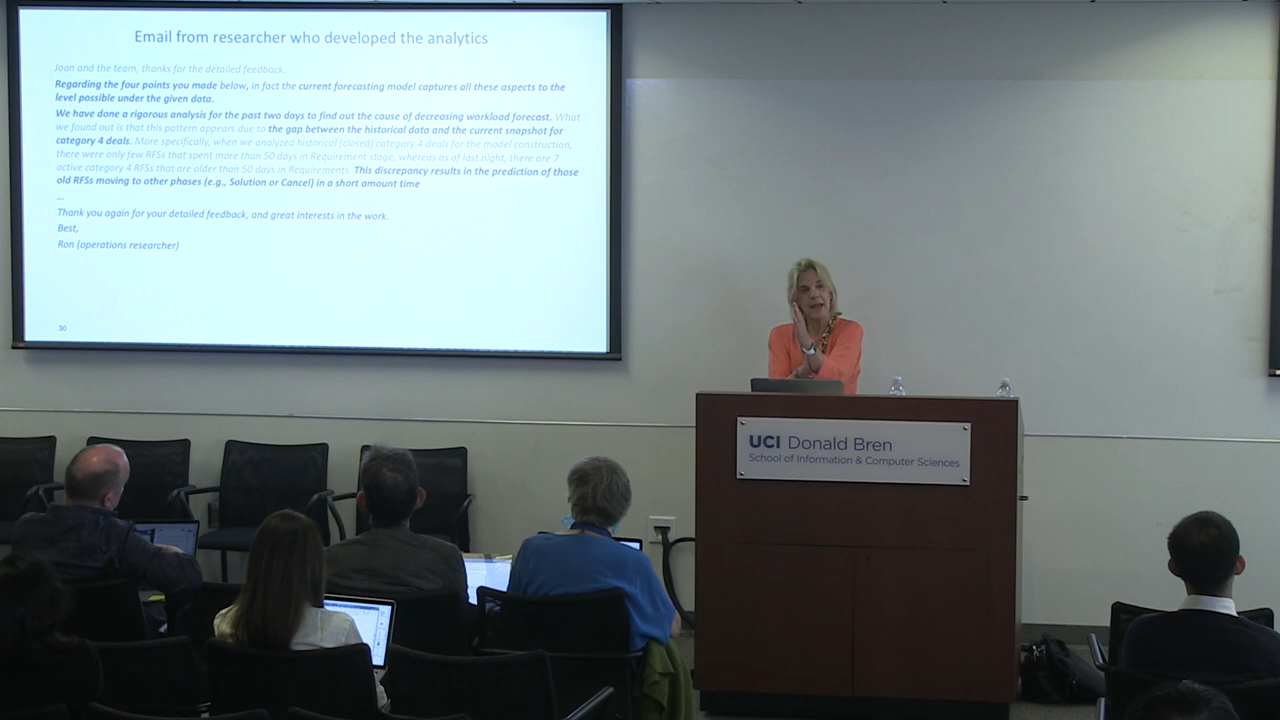 Email from researcher who developed the analytics
Joan and the team, thanks for the detailed feedback.
Regarding the four points you made below, in fact the current forecasting model captures all these aspects to the
level possible under the given data.
We have done a rigorous analysis for the past two days to find out the cause of decreasing workload forecast. What
we found out is that this pattern appears due to the gap between the historical data and the current snapshot for
category 4 deals. More specifically, when we analyzed historical (closed) category 4 deals for the model construction,
there were only few RFSs that spent more than 50 days in Requirement stage, whereas as of last night, there are 7
active category 4 RFSs that are older than 50 days in Requirements. This discrepancy results in the prediction of those
old RFSs moving to other phases (e.g., Solution or Cancel) in a short amount time
...
Thank you again for your detailed feedback, and great interests in the work.
Best,
Ron (operations researcher)
30
UCI Donald Bren
School of Information & Computer Sciences